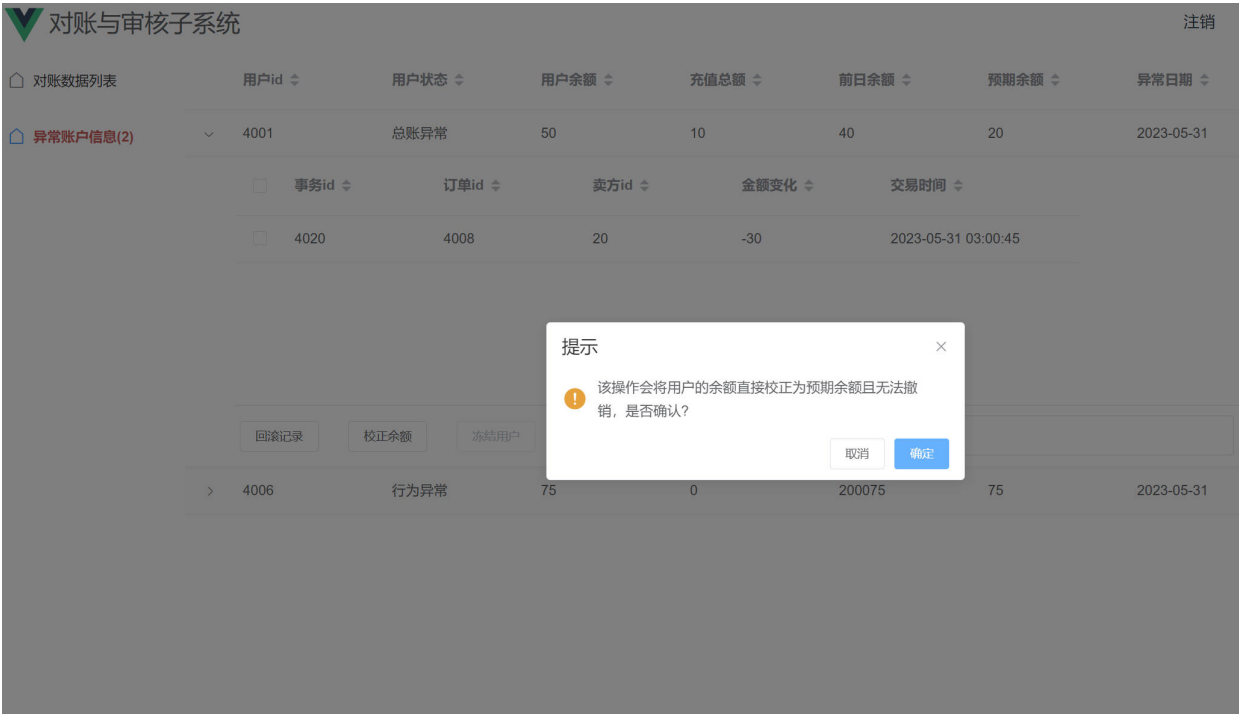 对账与审核子系统
注销
对账数据列表
用户id 用户状态 用户余额 充值总额 前日余额 预期余额 异常日期
异常账户信息(2)
4001 总账异常 50 10 40 20 2023-05-31
事务id 订单id 卖方id 金额变化 交易时间
4020 4008 20 -30 2023-05-31 03:00:45
提示
该操作会将用户的余额直接校正为预期余额且无法撤
销，是否确认？
取消 确定
回滚记录 校正余额 冻结用户
4006 行为异常 75 0 200075 75 2023-05-31